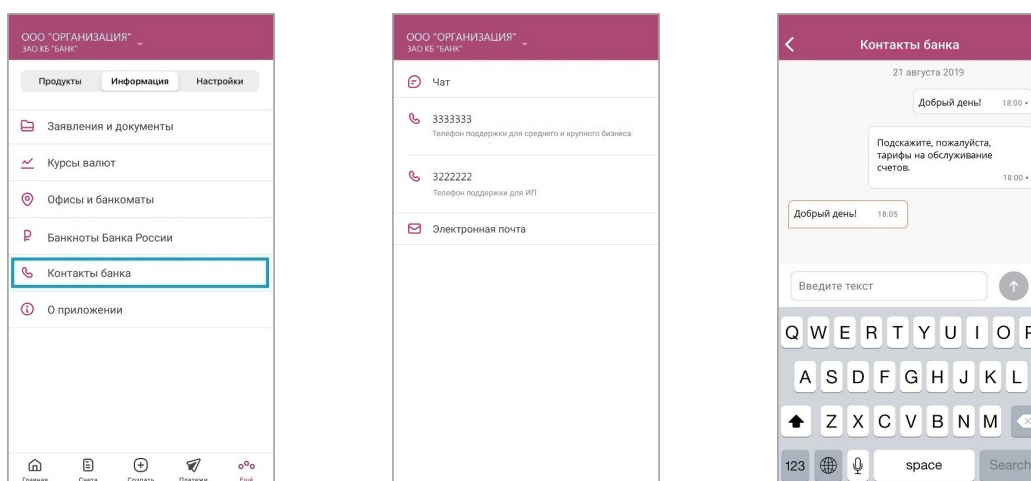 ООО "ОРГАНИЗАЦИЯ"
ЗАО КБ "БАНК"
Продукты Информация Настройки
Заявления и документы
Курсы валют
Офисы и банкоматы
Банкноты Банка России
Контакты банка
О приложении
Главная Счета Создать Платежи Ещё
ООО "ОРГАНИЗАЦИЯ"
ЗАО КБ "БАНК"
Чат
3333333
Телефон поддержки для среднего и крупного бизнеса
3222222
Телефон поддержки для ИП
Электронная почта
Контакты банка
21 августа 2019
Добрый день! 18:00
Подскажите, пожалуйста,
тарифы на обслуживание
счетов.
18:00
Добрый день! 18:05
Введите текст
Q W E R T Y U I O P
A S D F G H J K L
Z X C V B N M
123 space Search